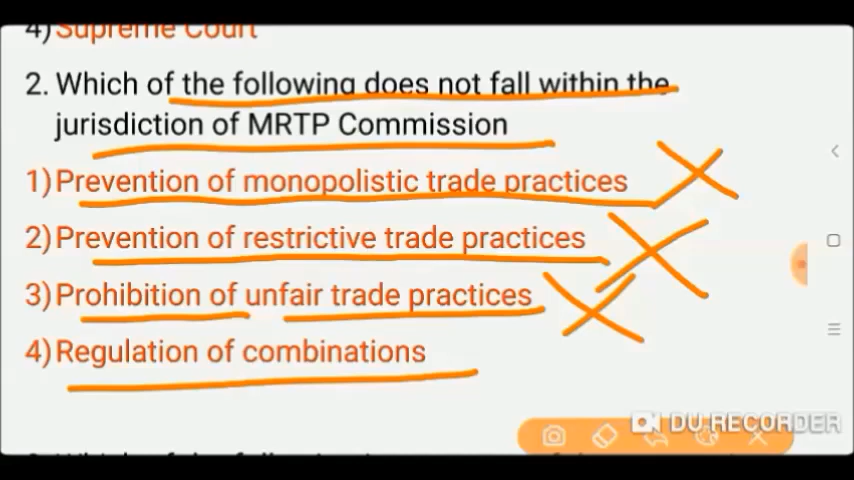 4) Supreme Court
2. Which of the following does not fall within the
jurisdiction of MRTP Commission
1) Prevention of monopolistic trade practices
2) Prevention of restrictive trade practices
3) Prohibition of unfair trade practices
4) Regulation of combinations
DU RECORDER